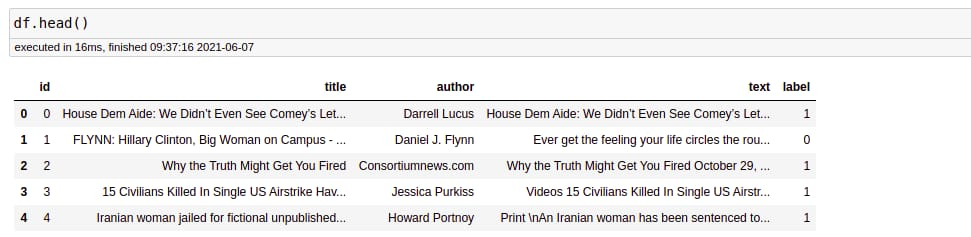 df.head()
executed in 16ms, finished 09:37:16 2021-06-07
id title author text label
0 0 House Dem Aide: We Didn't Even See Comey's Let... Darrell Lucus House Dem Aide: We Didn't Even See Comey's Let... 1
1 1 FLYNN: Hillary Clinton, Big Woman on Campus - ... Daniel J. Flynn Ever get the feeling your life circles the rou... 0
2 2 Why the Truth Might Get You Fired Consortiumnews.com Why the Truth Might Get You Fired October 29, ... 1
3 3 15 Civilians Killed In Single US Airstrike Hav... Jessica Purkiss Videos 15 Civilians Killed In Single US Airstr... 1
4 4 Iranian woman jailed for fictional unpublished... Howard Portnoy Print \nAn Iranian woman has been sentenced to... 1